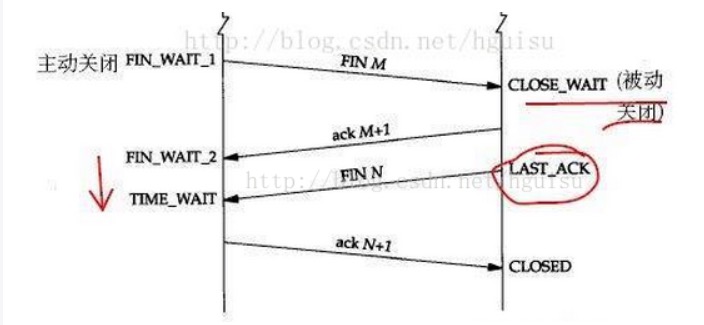 http://blog.csdn.net/hguisu
主动关闭 FIN_WAIT_1
FIN M
CLOSE_WAIT (被动
关闭)
ack M+1
FIN_WAIT_2
FIN N
LAST_ACK
http://blog.csdn.net/hguisu
TIME_WAIT
ack N+1
CLOSED